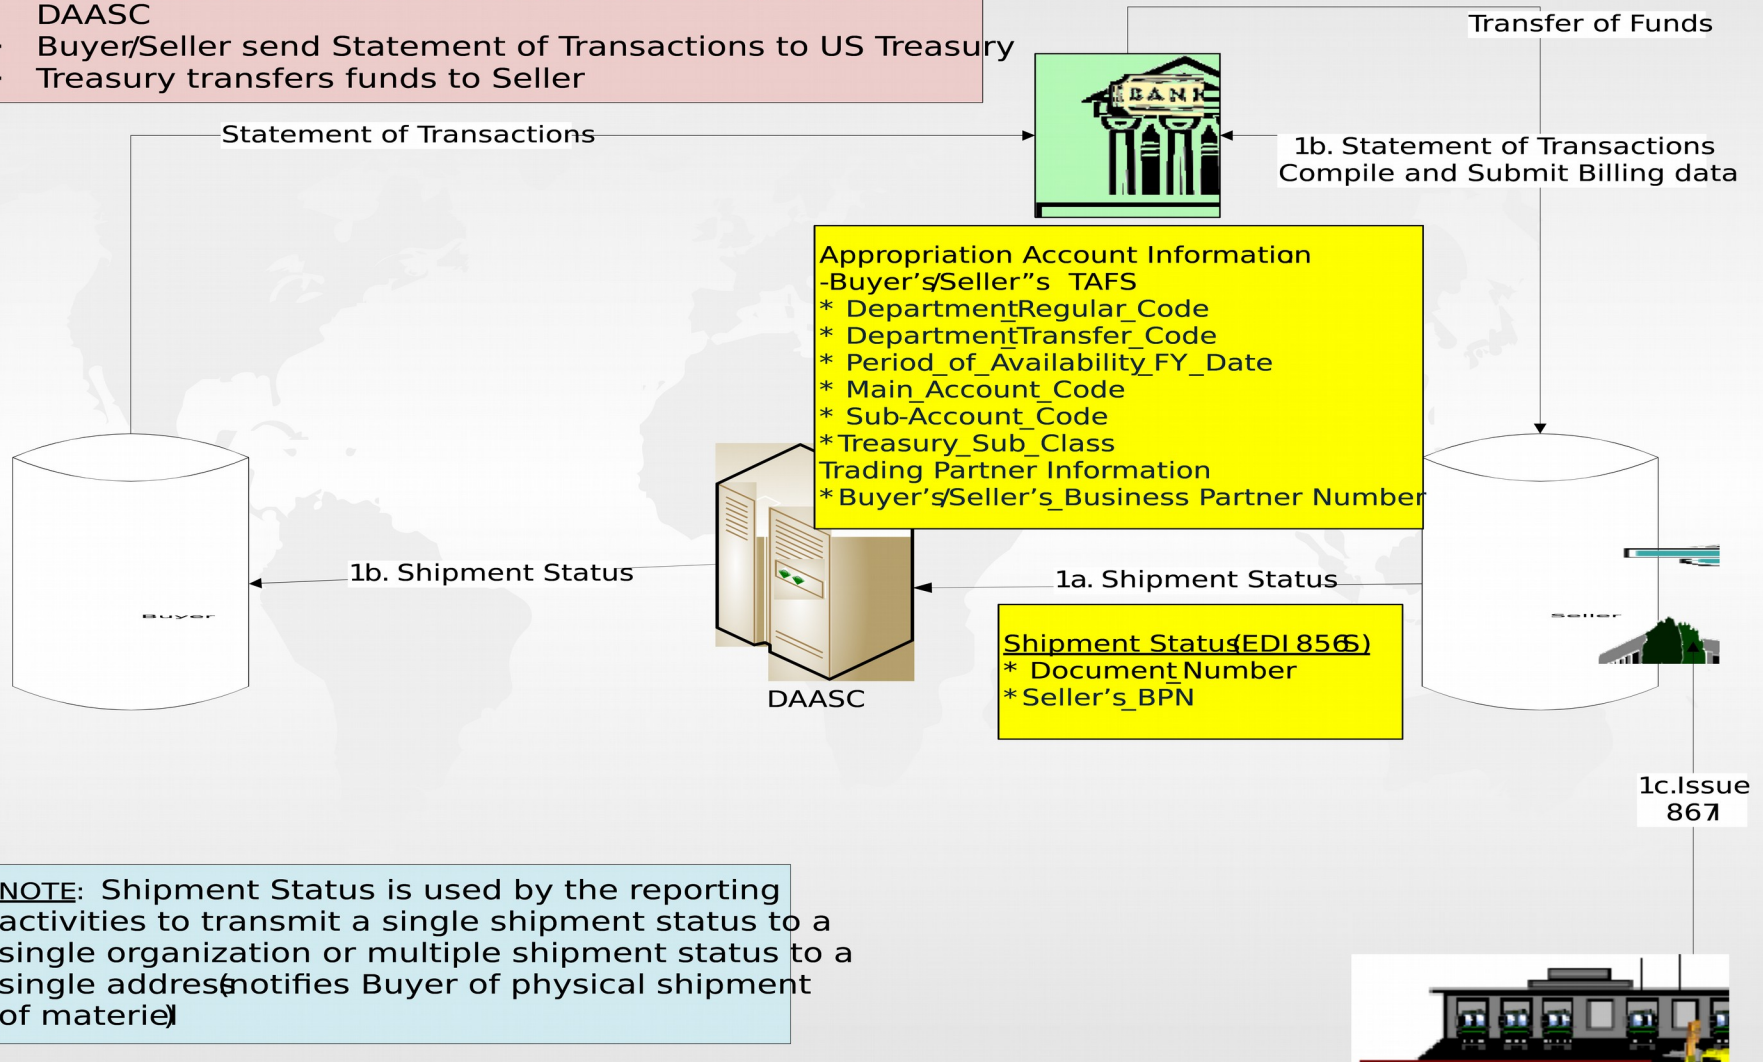 DAASC
• Buyer/Seller send Statement of Transactions to US Treasury
• Treasury transfers funds to Seller
Transfer of Funds
BANK
Statement of Transactions
1b. Statement of Transactions
Compile and Submit Billing data
Appropriation Account Information
-Buyer’s/Seller”s TAFS
* Department_Regular_Code
* Department_Transfer_Code
* Period_of_Availability_FY_Date
* Main_Account_Code
* Sub-Account_Code
* Treasury_Sub_Class
Trading Partner Information
* Buyer’s/Seller’s_Business Partner Number
1b. Shipment Status
1a. Shipment Status
Buyer
Seller
Shipment Status(EDI 856S)
* Document_Number
* Seller’s_BPN
DAASC
1c.Issue
867I
NOTE: Shipment Status is used by the reporting
activities to transmit a single shipment status to a
single organization or multiple shipment status to a
single address(notifies Buyer of physical shipment
of materiel)